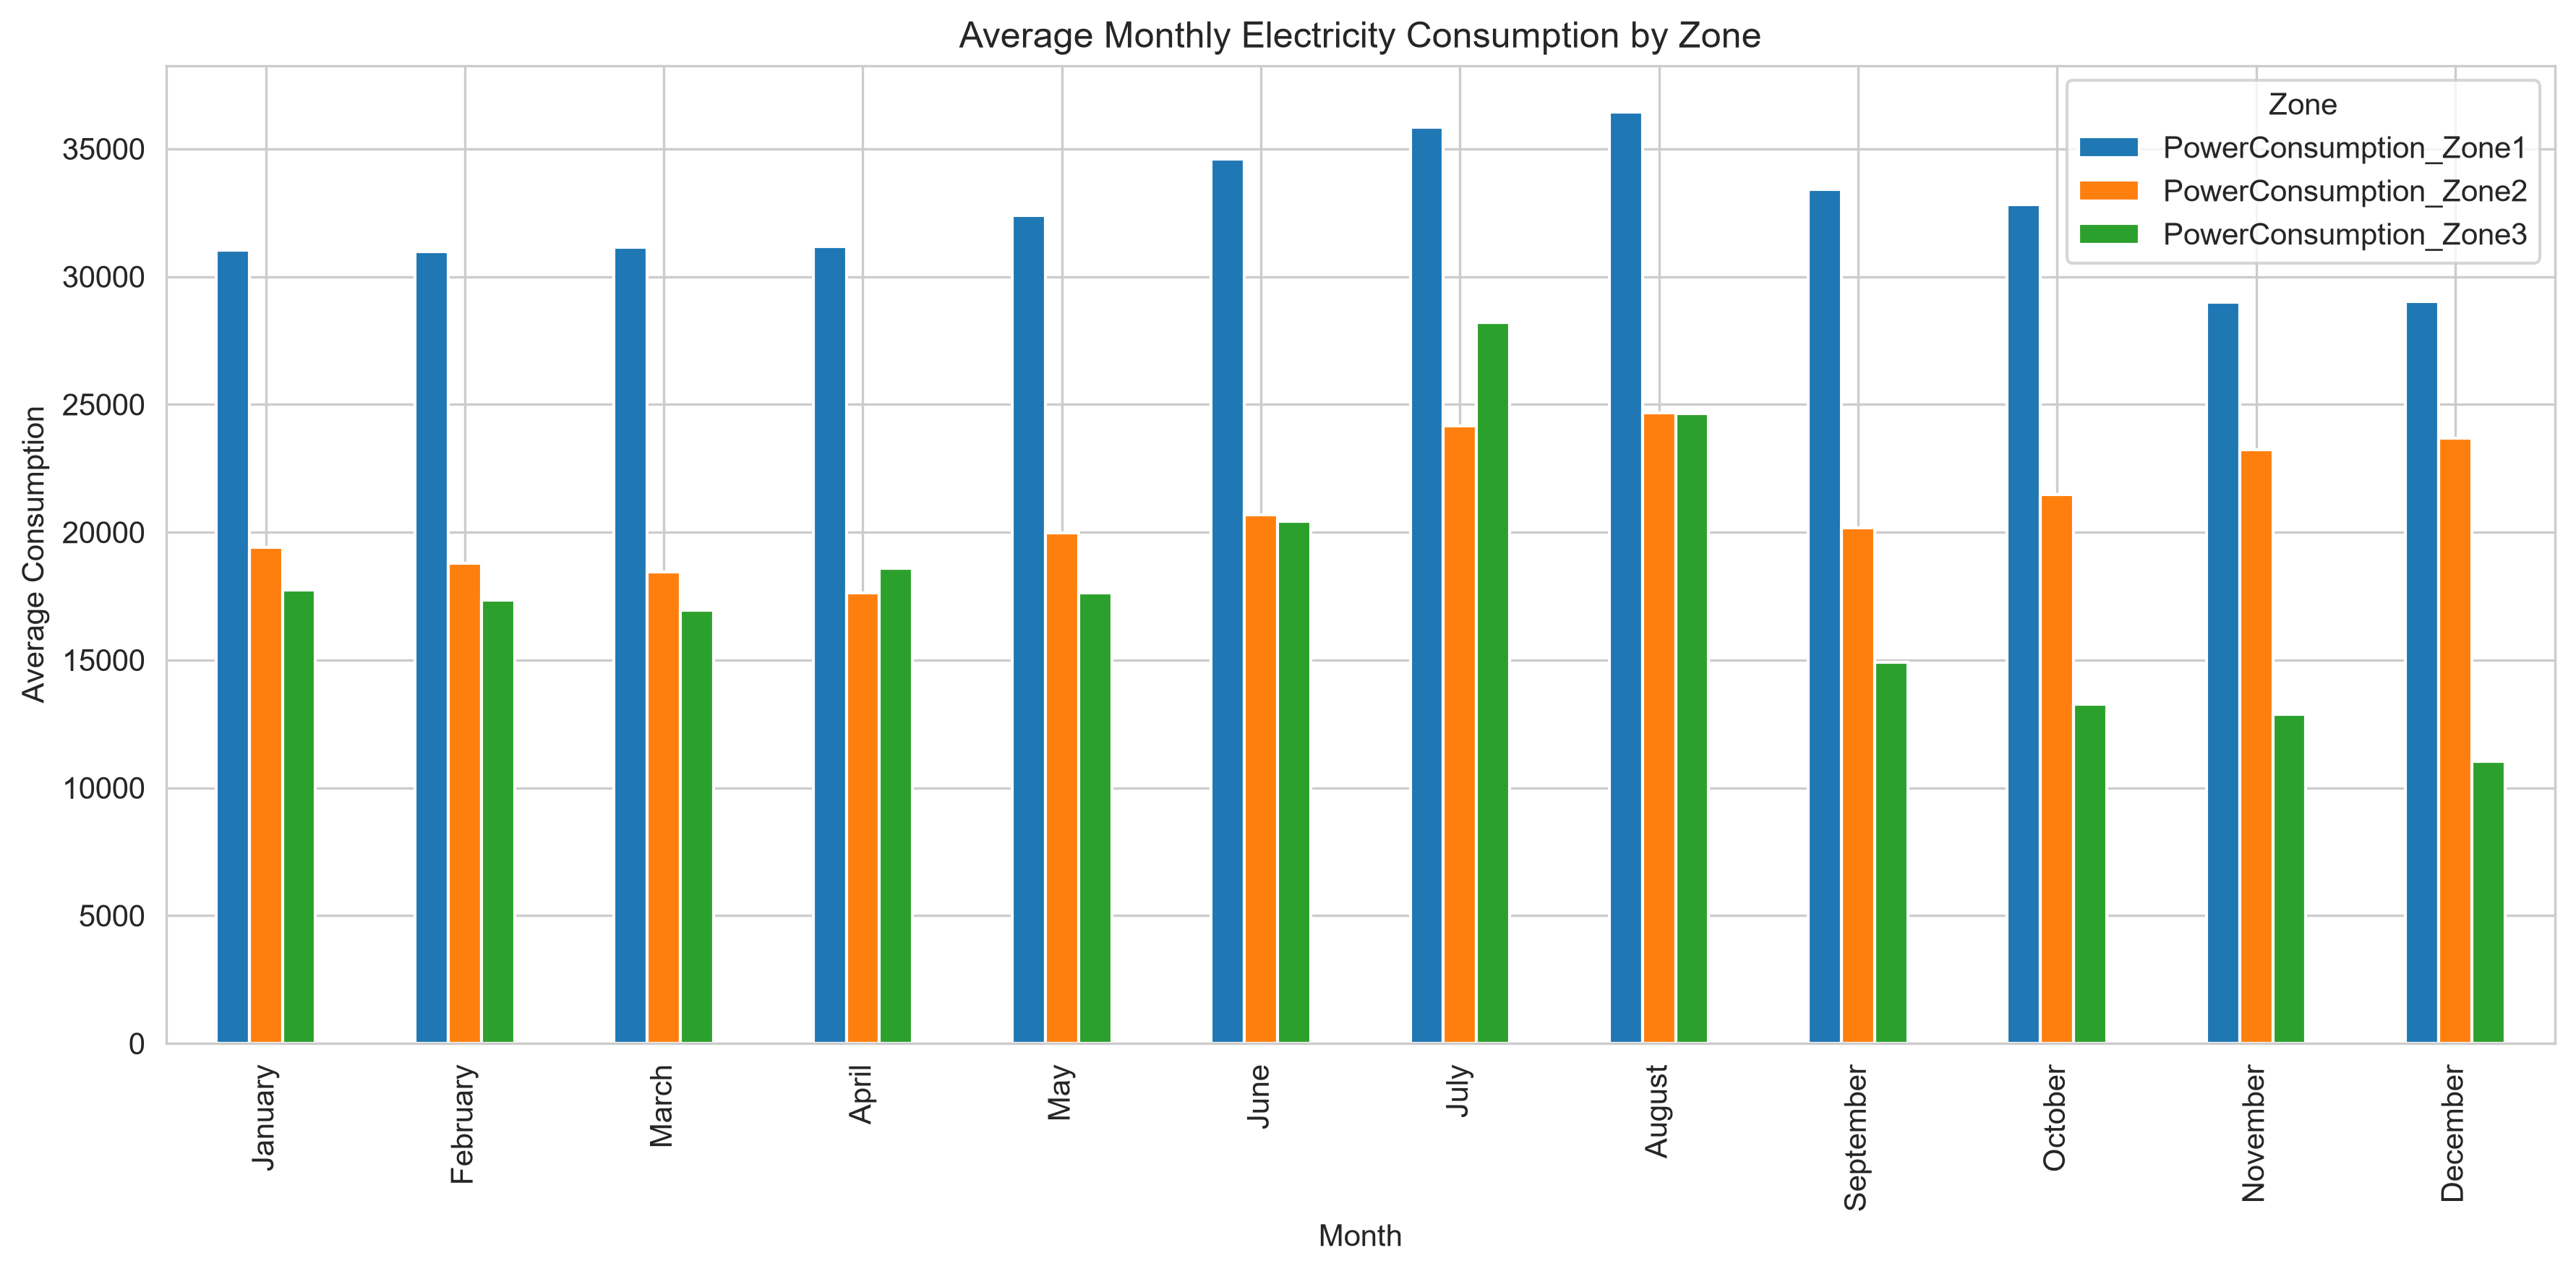 Average Monthly Electricity Consumption by Zone
Zone
PowerConsumption_Zone1
PowerConsumption_Zone2
PowerConsumption_Zone3
Average Consumption
35000
30000
25000
20000
15000
10000
5000
0
January
February
March
April
May
June
July
August
September
October
November
December
Month